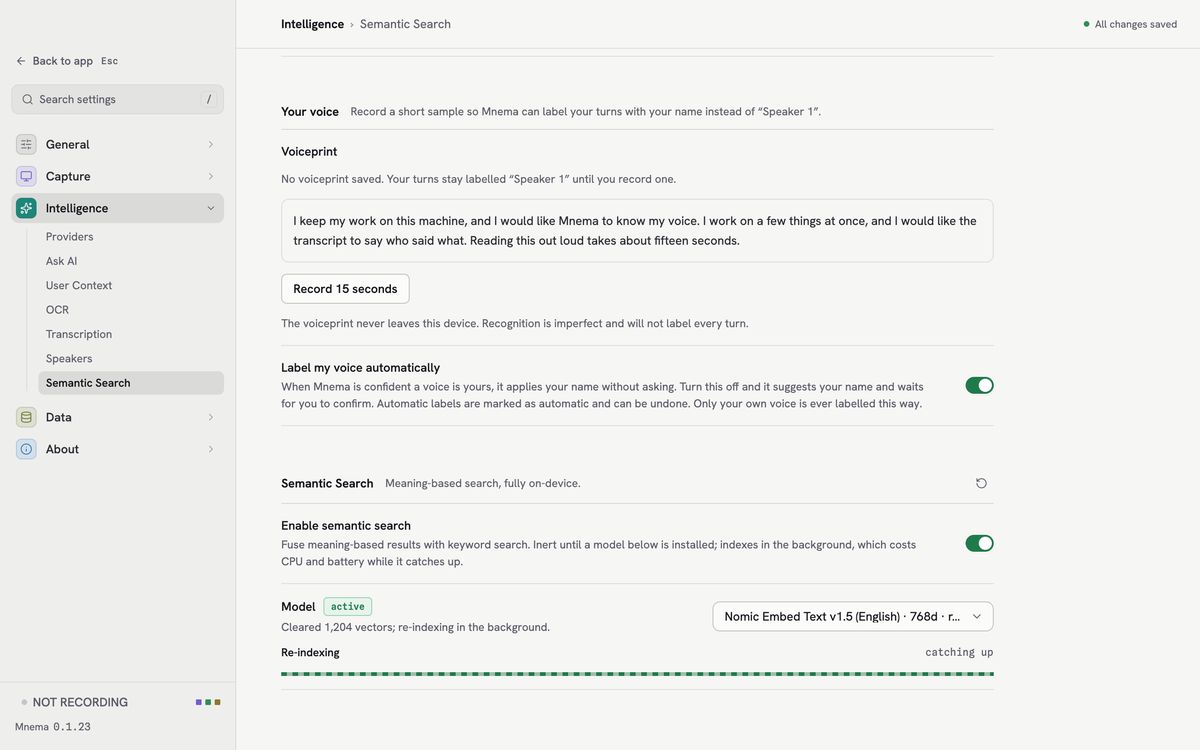 Intelligence › Semantic Search
All changes saved
← Back to app Esc
Search settings /
General
Capture
Intelligence
Providers
Ask AI
User Context
OCR
Transcription
Speakers
Semantic Search
Data
About
NOT RECORDING
Mnema 0.1.23
Your voice Record a short sample so Mnema can label your turns with your name instead of “Speaker 1”.
Voiceprint
No voiceprint saved. Your turns stay labelled “Speaker 1” until you record one.
I keep my work on this machine, and I would like Mnema to know my voice. I work on a few things at once, and I would like the
transcript to say who said what. Reading this out loud takes about fifteen seconds.
Record 15 seconds
The voiceprint never leaves this device. Recognition is imperfect and will not label every turn.
Label my voice automatically
When Mnema is confident a voice is yours, it applies your name without asking. Turn this off and it suggests your name and waits
for you to confirm. Automatic labels are marked as automatic and can be undone. Only your own voice is ever labelled this way.
Semantic Search Meaning-based search, fully on-device.
Enable semantic search
Fuse meaning-based results with keyword search. Inert until a model below is installed; indexes in the background, which costs
CPU and battery while it catches up.
Model active
Cleared 1,204 vectors; re-indexing in the background.
Nomic Embed Text v1.5 (English) · 768d · r...
Re-indexing
catching up